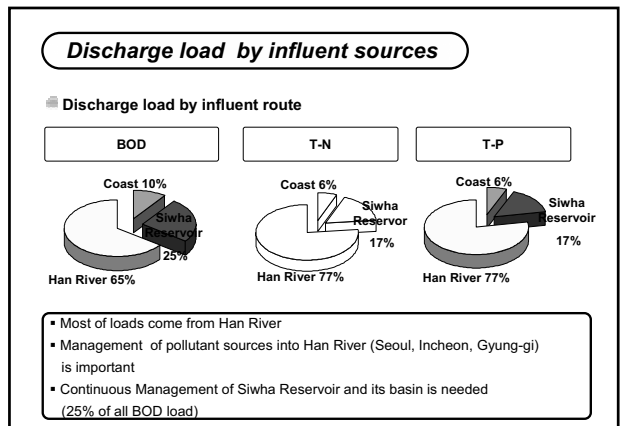 Discharge load by influent sources
Discharge load by influent route
BOD
T-N
T-P
Coast 10%
Siwha
Reservoir
25%
Han River 65%
Coast 6%
Siwha
Reservor
17%
Han River 77%
Coast 6%
Siwha
Reservoir
17%
Han River 77%
▪ Most of loads come from Han River
▪ Management of pollutant sources into Han River (Seoul, Incheon, Gyung-gi)
is important
▪ Continuous Management of Siwha Reservoir and its basin is needed
(25% of all BOD load)